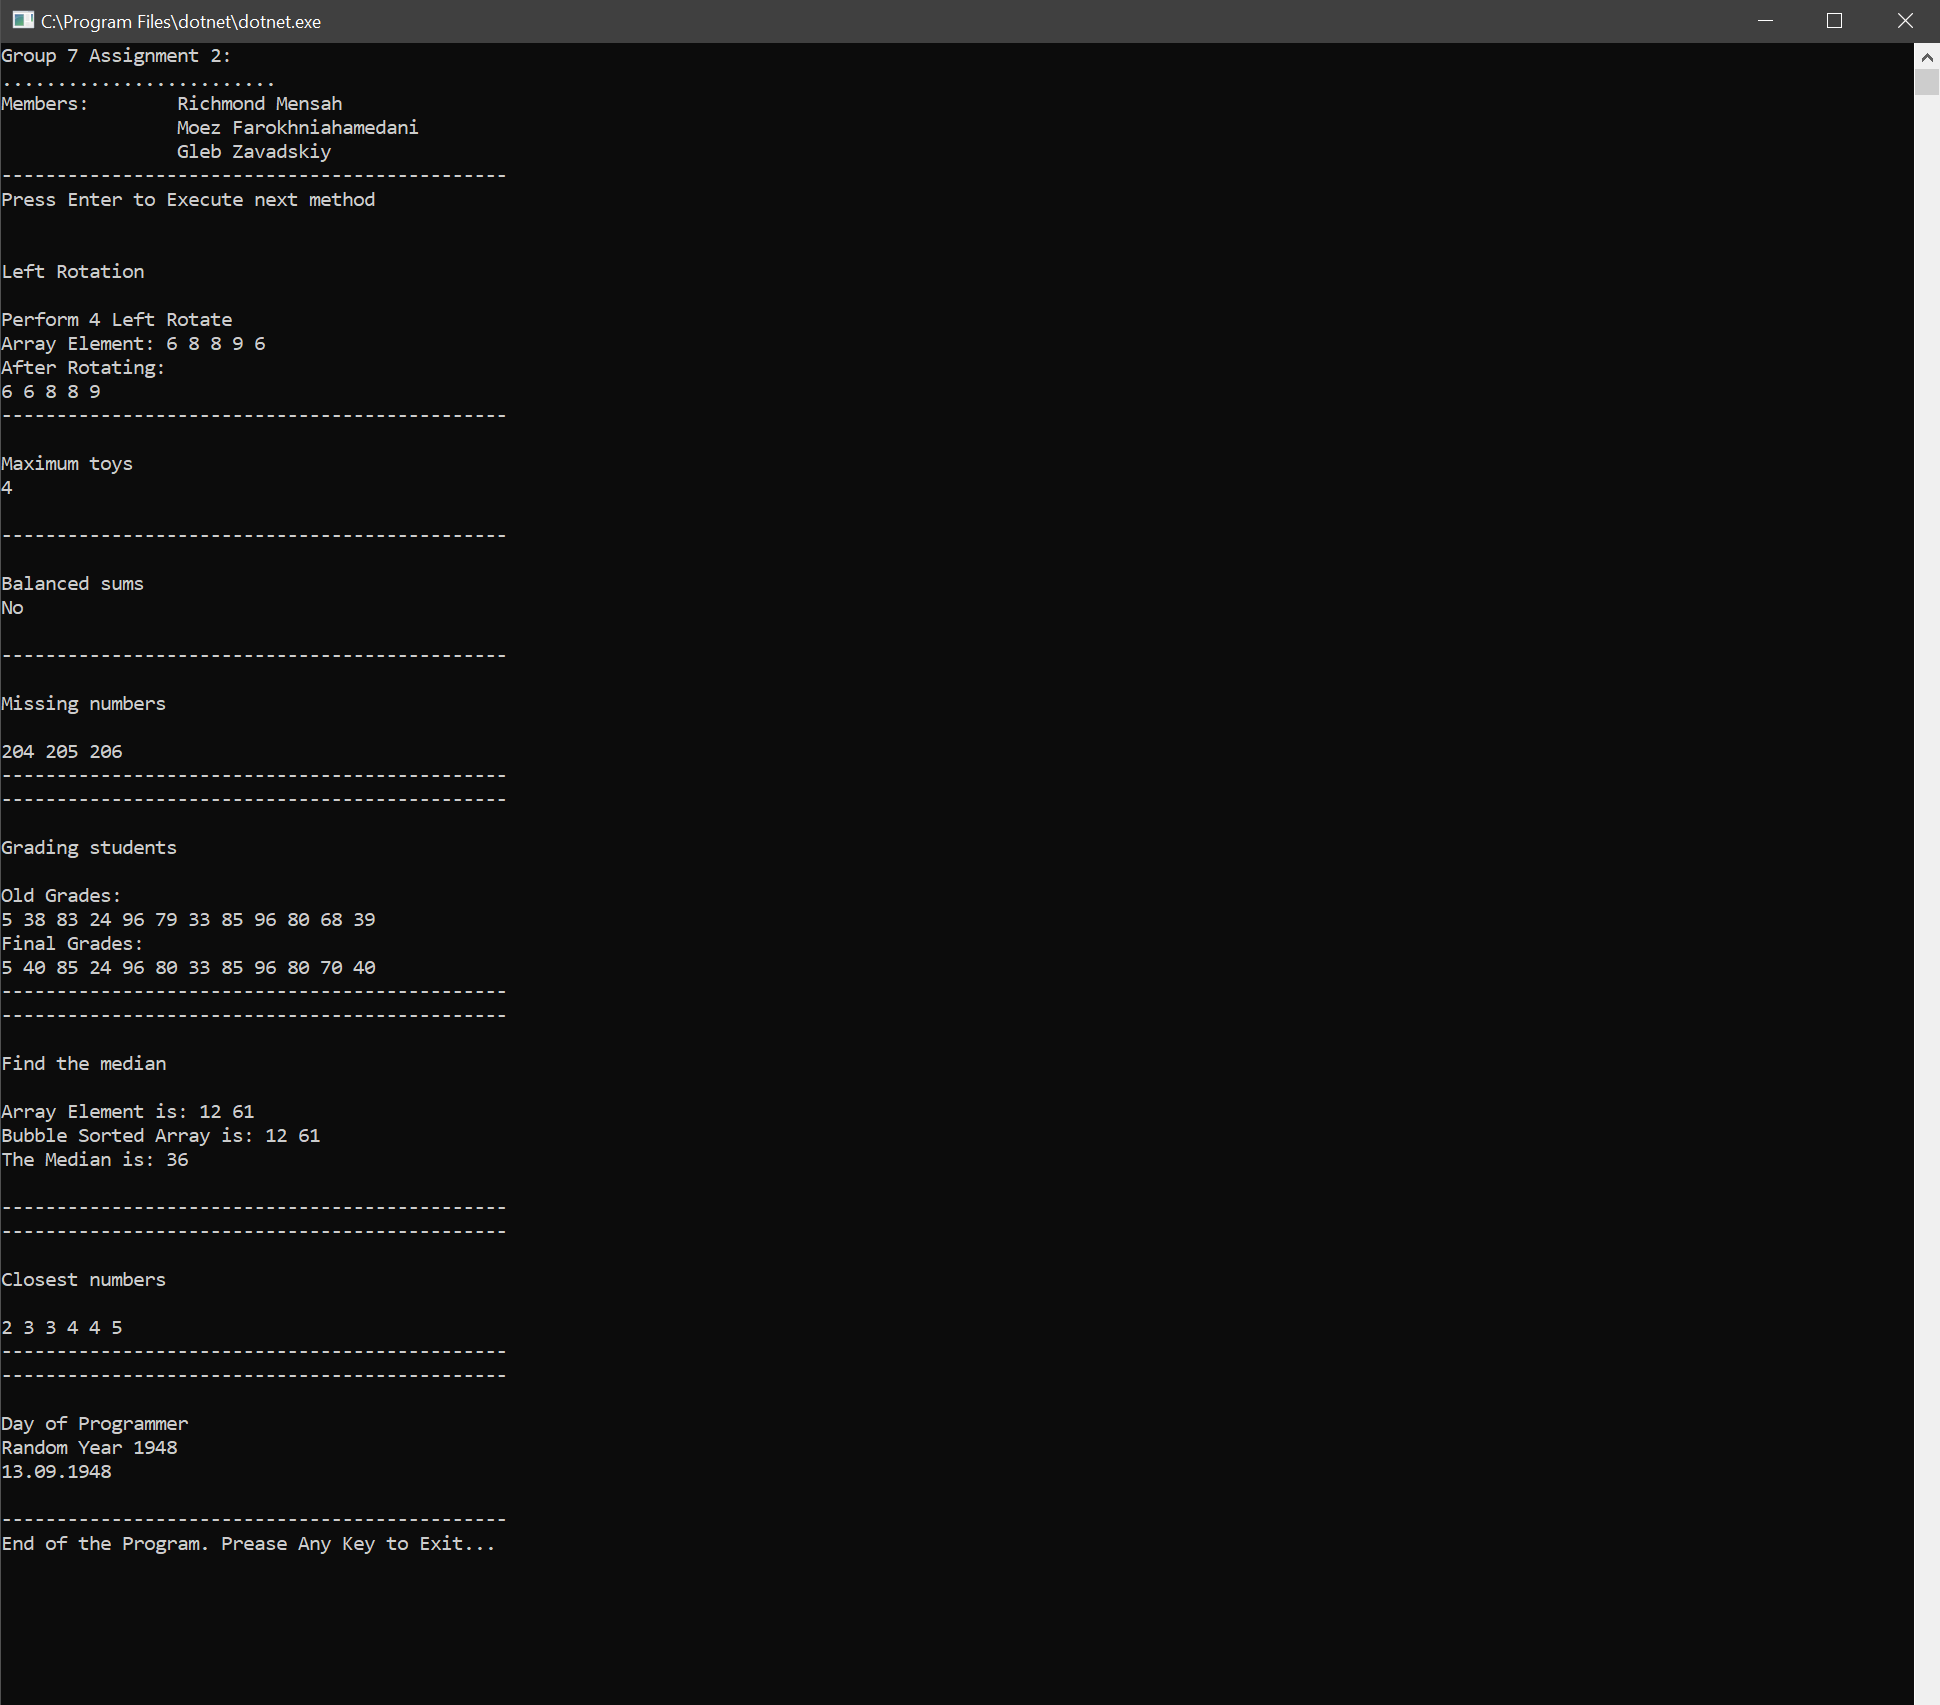 C:\Program Files\dotnet\dotnet.exe
Group 7 Assignment 2:
.........................
Members:        Richmond Mensah
                Moez Farokhniahamedani
                Gleb Zavadskiy
----------------------------------------------
Press Enter to Execute next method
Left Rotation
Perform 4 Left Rotate
Array Element: 6 8 8 9 6
After Rotating:
6 6 8 8 9
----------------------------------------------
Maximum toys
4
----------------------------------------------
Balanced sums
No
----------------------------------------------
Missing numbers
204 205 206
----------------------------------------------
----------------------------------------------
Grading students
Old Grades:
5 38 83 24 96 79 33 85 96 80 68 39
Final Grades:
5 40 85 24 96 80 33 85 96 80 70 40
----------------------------------------------
----------------------------------------------
Find the median
Array Element is: 12 61
Bubble Sorted Array is: 12 61
The Median is: 36
----------------------------------------------
----------------------------------------------
Closest numbers
2 3 3 4 4 5
----------------------------------------------
----------------------------------------------
Day of Programmer
Random Year 1948
13.09.1948
----------------------------------------------
End of the Program. Prease Any Key to Exit...